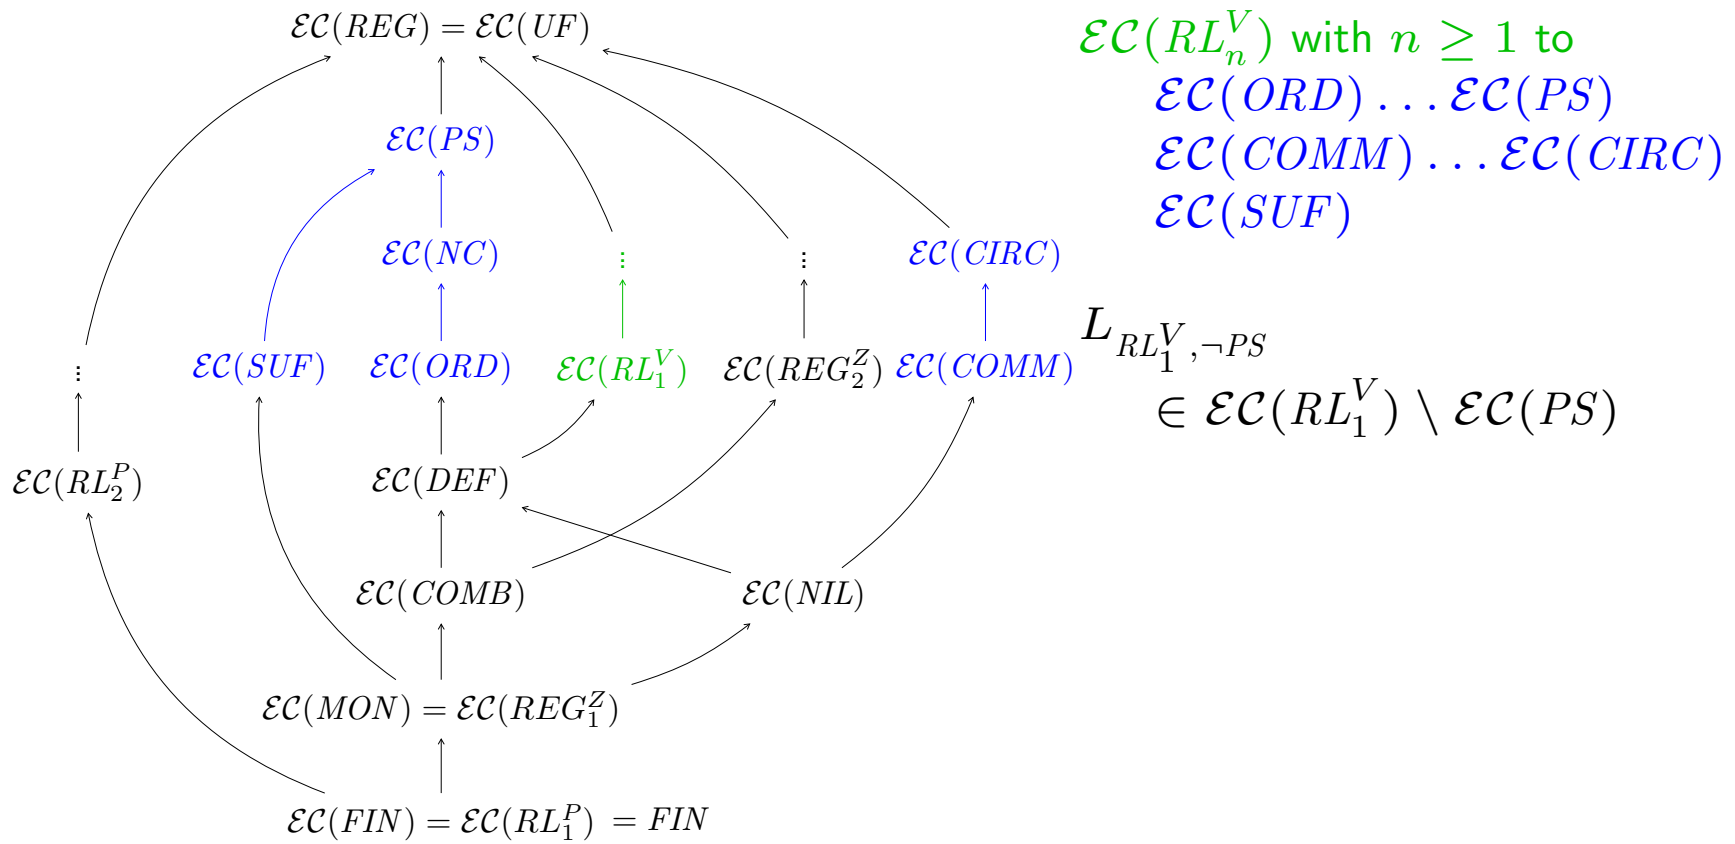 ℰ𝒞(REG) = ℰ𝒞(UF)
ℰ𝒞(PS)
ℰ𝒞(NC)
⋮
⋮
ℰ𝒞(CIRC)
⋮
ℰ𝒞(SUF)
ℰ𝒞(ORD)
ℰ𝒞(RL_1^V)
ℰ𝒞(REG_2^Z)
ℰ𝒞(COMM)
ℰ𝒞(RL_2^P)
ℰ𝒞(DEF)
ℰ𝒞(COMB)
ℰ𝒞(NIL)
ℰ𝒞(MON) = ℰ𝒞(REG_1^Z)
ℰ𝒞(FIN) = ℰ𝒞(RL_1^P) = FIN
ℰ𝒞(RL_n^V) with n ≥ 1 to
ℰ𝒞(ORD) … ℰ𝒞(PS)
ℰ𝒞(COMM) … ℰ𝒞(CIRC)
ℰ𝒞(SUF)
L_{RL_1^V,¬PS}
∈ ℰ𝒞(RL_1^V) \ ℰ𝒞(PS)